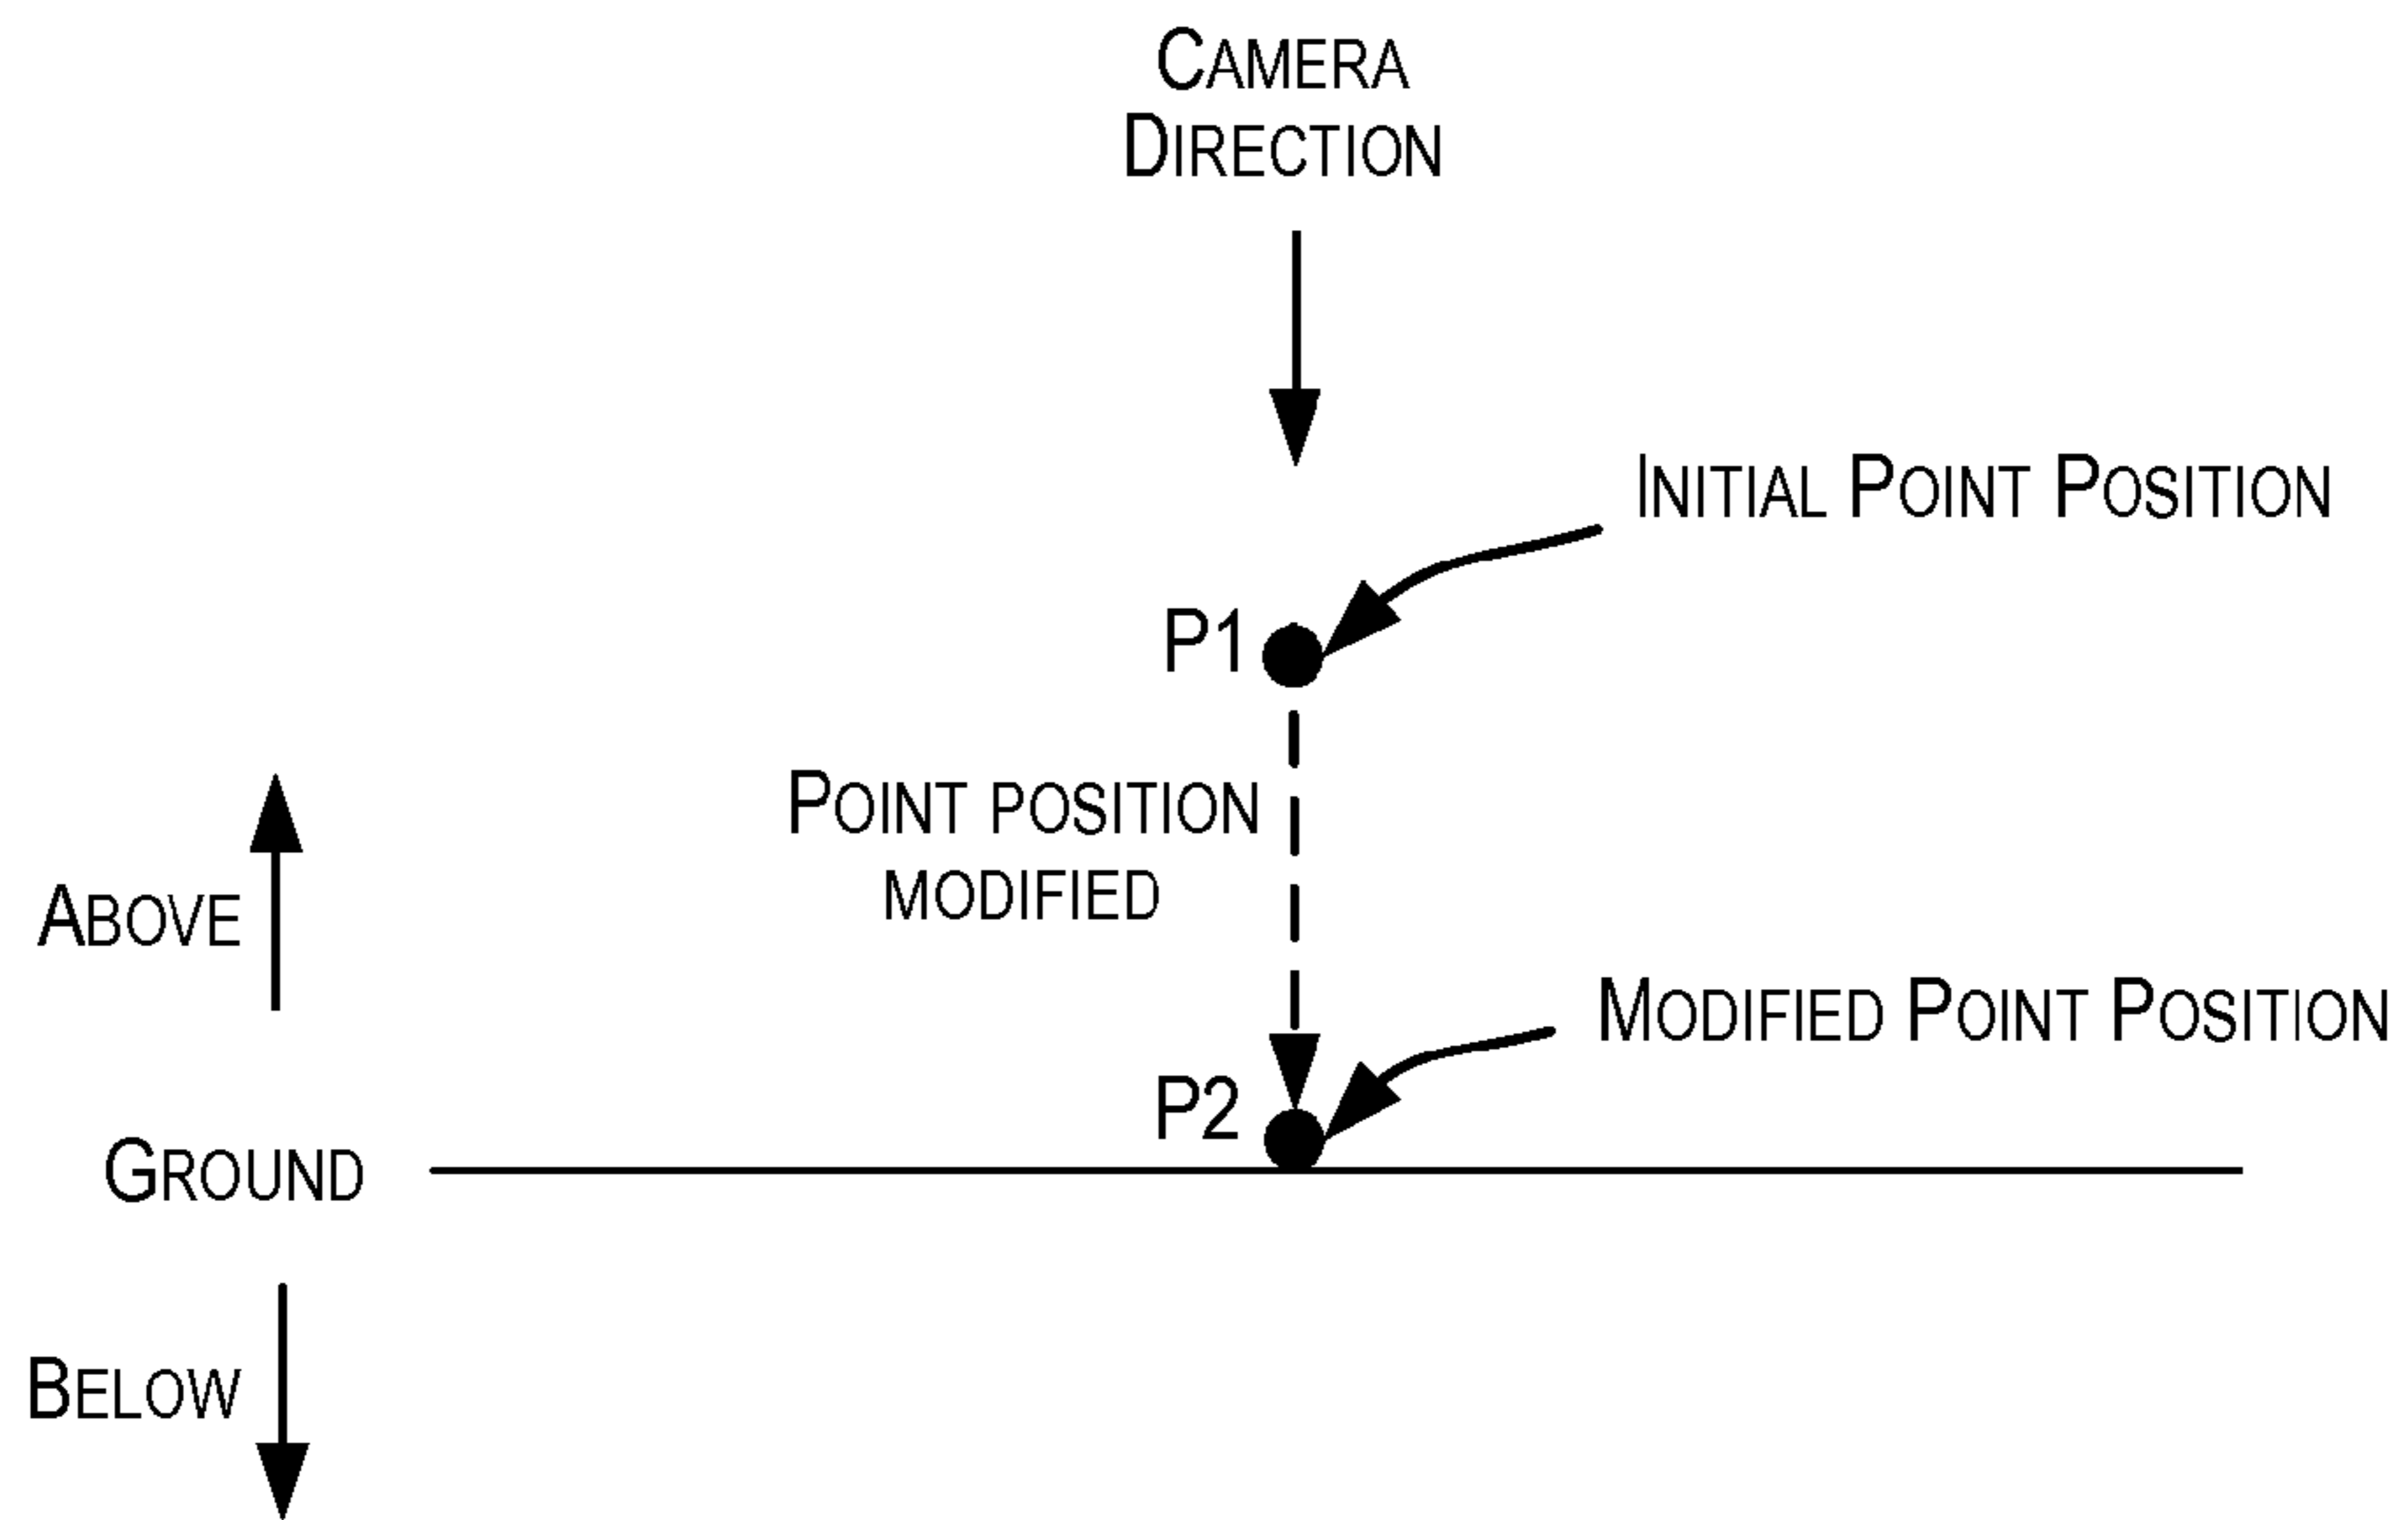 CAMERA
DIRECTION
INITIAL POINT POSITION
P1
POINT POSITION
MODIFIED
ABOVE
MODIFIED POINT POSITION
P2
GROUND
BELOW